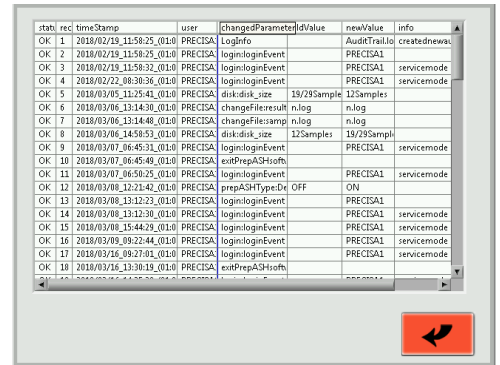 statu rec timeStamp user changedParameter ldValue newValue info
OK 1 2018/02/19_11:58:25_(01:0 PRECISA: LogInfo AuditTrail.lo creatednewau
OK 2 2018/02/19_11:58:25_(01:0 PRECISA: login:loginEvent PRECISA1
OK 3 2018/02/19_11:58:32_(01:0 PRECISA: login:loginEvent PRECISA1 servicemode
OK 4 2018/02/22_08:30:36_(01:0 PRECISA: login:loginEvent PRECISA1 servicemode
OK 5 2018/03/05_11:25:41_(01:0 PRECISA: disk:disk_size 19/29Sample 12Samples
OK 6 2018/03/06_13:14:30_(01:0 PRECISA: changeFile:result n.log n.log
OK 7 2018/03/06_13:14:48_(01:0 PRECISA: changeFile:samp n.log n.log
OK 8 2018/03/06_14:58:53_(01:0 PRECISA: disk:disk_size 12Samples 19/29Sample
OK 9 2018/03/07_06:45:31_(01:0 PRECISA: login:loginEvent PRECISA1 servicemode
OK 10 2018/03/07_06:45:49_(01:0 PRECISA: exitPrepASHsoftw
OK 11 2018/03/07_06:50:25_(01:0 PRECISA: login:loginEvent PRECISA1 servicemode
OK 12 2018/03/08_12:21:42_(01:0 PRECISA: prepASHType:De OFF ON
OK 13 2018/03/08_13:12:23_(01:0 PRECISA: login:loginEvent PRECISA1
OK 14 2018/03/08_13:12:30_(01:0 PRECISA: login:loginEvent PRECISA1 servicemode
OK 15 2018/03/08_15:44:29_(01:0 PRECISA: login:loginEvent PRECISA1 servicemode
OK 16 2018/03/09_09:22:44_(01:0 PRECISA: login:loginEvent PRECISA1 servicemode
OK 17 2018/03/16_09:27:01_(01:0 PRECISA: login:loginEvent PRECISA1 servicemode
OK 18 2018/03/16_13:30:19_(01:0 PRECISA: exitPrepASHsoftw